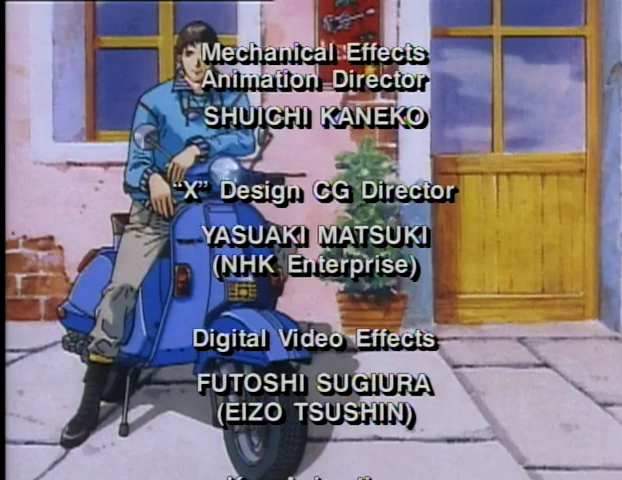 Mechanical Effects
Animation Director
SHUICHI KANEKO
"X" Design CG Director
YASUAKI MATSUKI
(NHK Enterprise)
Digital Video Effects
FUTOSHI SUGIURA
(EIZO TSUSHIN)